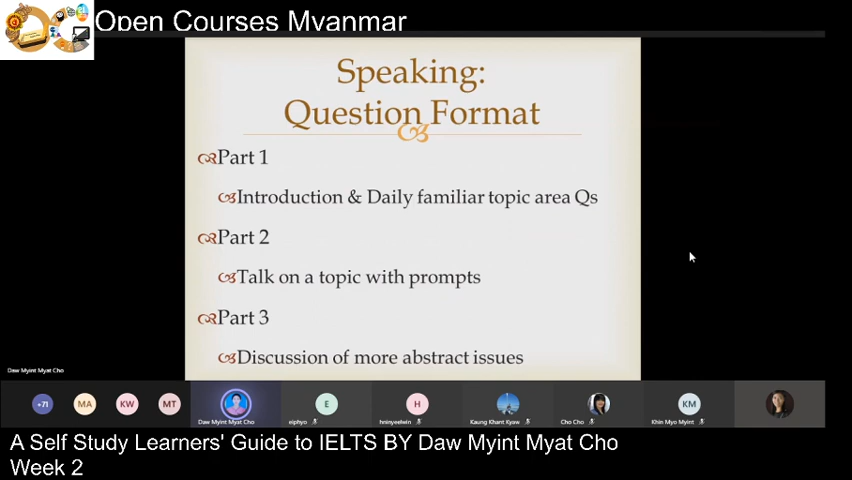 Open Courses Myanmar
Speaking:
Question Format
Part 1
Introduction & Daily familiar topic area Qs
Part 2
Talk on a topic with prompts
Part 3
Discussion of more abstract issues
Daw Myint Myat Cho
+71
MA
KW
MT
E
H
KM
Daw Myint Myat Cho
eiphyo
hninyeelwin
Kaung Khant Kyaw
Cho Cho
Khin Myo Myint
A Self Study Learners' Guide to IELTS BY Daw Myint Myat Cho
Week 2